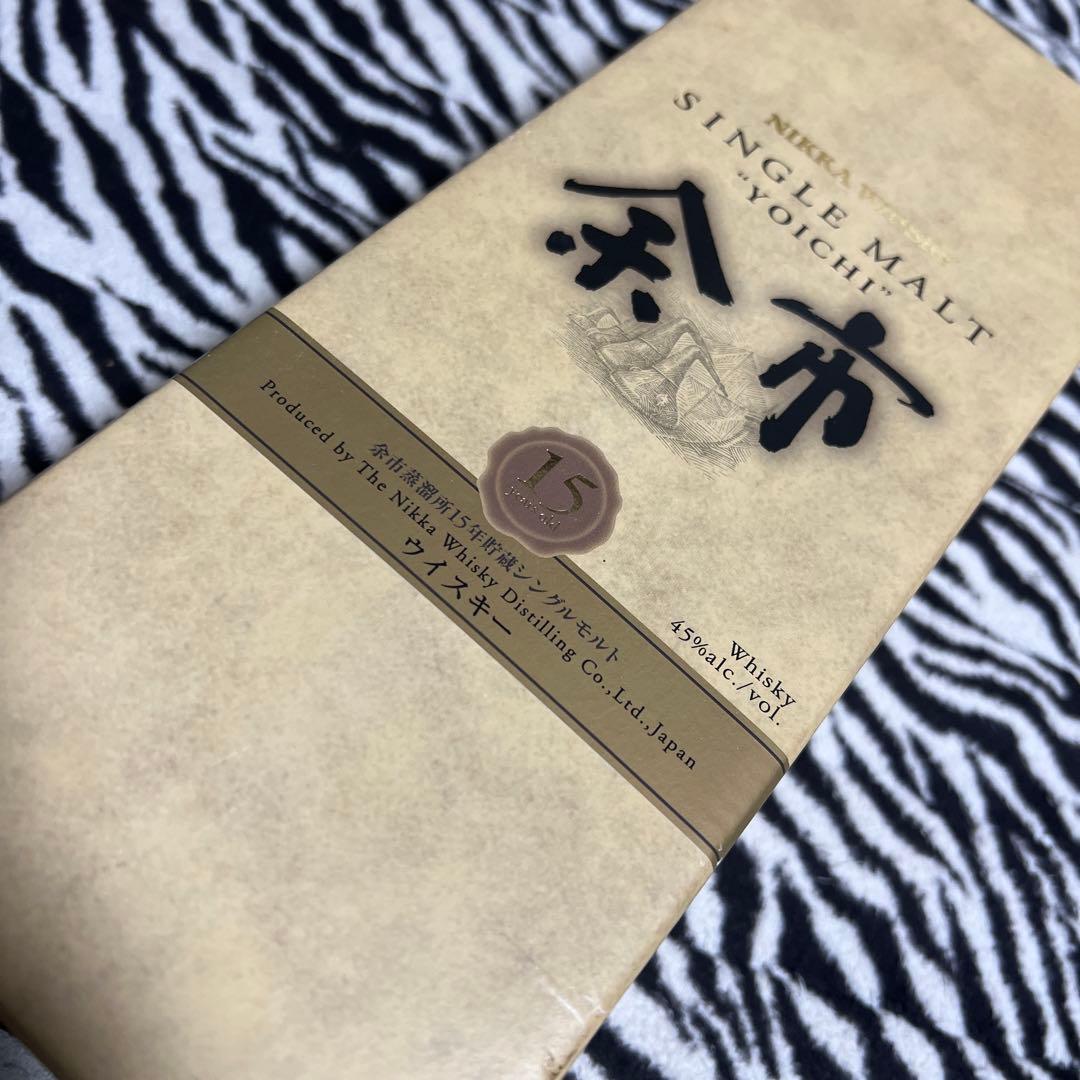 NIKKA WHISKY
SINGLE MALT
"YOICHI"
余市
15
years old
Whisky
45%alc./vol.
余市蒸溜所15年貯蔵シングルモルト
Produced by The Nikka Whisky Distilling Co.,Ltd.,Japan
ウイスキー